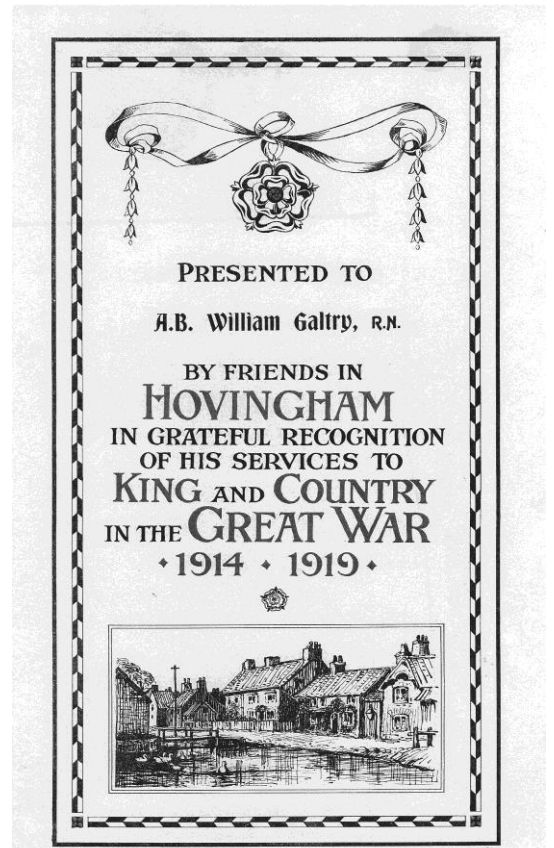 PRESENTED TO
A.B. William Galtry, R.N.
BY FRIENDS IN
HOVINGHAM
IN GRATEFUL RECOGNITION
OF HIS SERVICES TO
KING AND COUNTRY
IN THE GREAT WAR
• 1914 • 1919 •